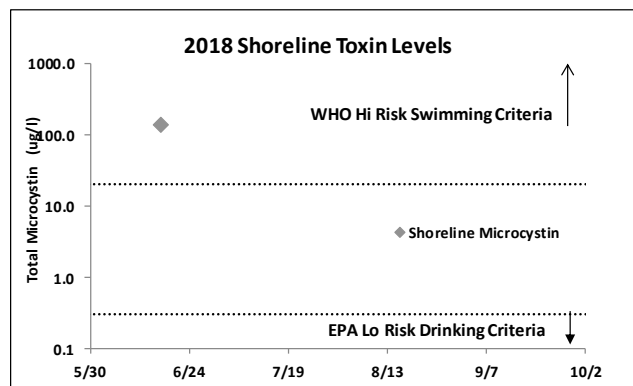 2018 Shoreline Toxin Levels
Total Microcystin (ug/l)
1000.0
100.0
10.0
1.0
0.1
WHO Hi Risk Swimming Criteria
Shoreline Microcystin
EPA Lo Risk Drinking Criteria
5/30 6/24 7/19 8/13 9/7 10/2